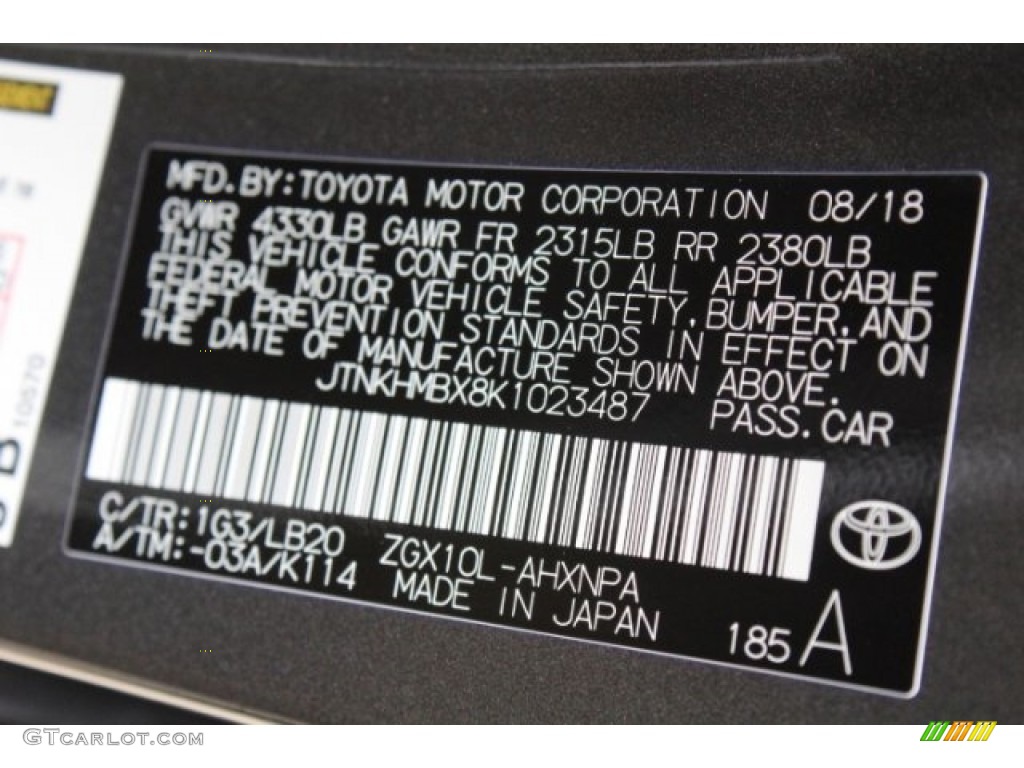 MFD.BY:TOYOTA MOTOR CORPORATION 08/18
GVWR 4330LB GAWR FR 2315LB RR 2380LB
THIS VEHICLE CONFORMS TO ALL APPLICABLE
FEDERAL MOTOR VEHICLE SAFETY,BUMPER,AND
THEFT PREVENTION STANDARDS IN EFFECT ON
THE DATE OF MANUFACTURE SHOWN ABOVE.
JTNKHMBX8K1023487 PASS.CAR
C/TR:1G3/LB20 ZGX10L-AHXNPA
A/TM:-03A/K114 MADE IN JAPAN
185 A
10570
B
GTCARLOT.COM